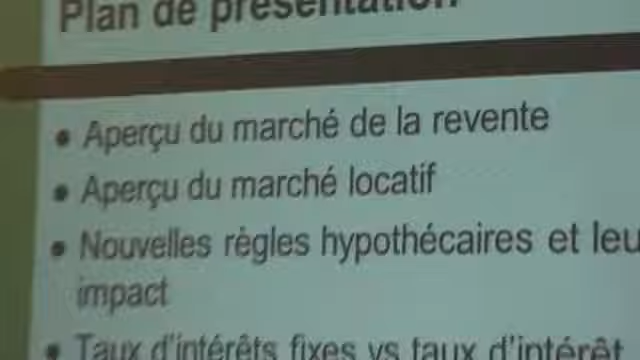 Plan de présentation
• Aperçu du marché de la revente
• Aperçu du marché locatif
• Nouvelles règles hypothécaires et leu
impact
• Taux d'intérêts fixes vs taux d'intérêt